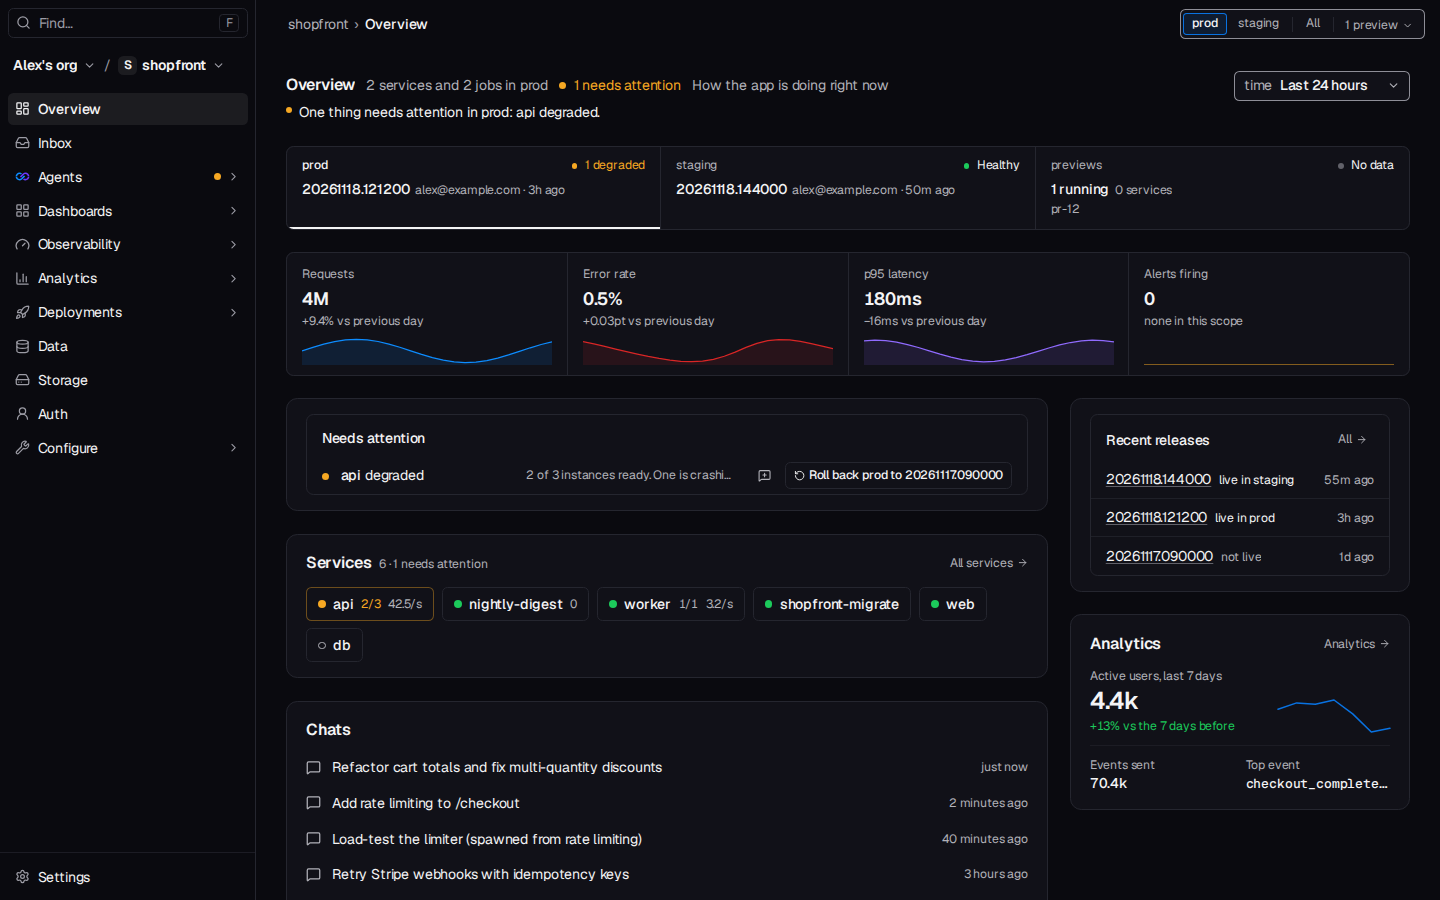 Find... F
Alex's org / S shopfront
Overview
Inbox
Agents
Dashboards
Observability
Analytics
Deployments
Data
Storage
Auth
Configure
Settings
shopfront › Overview
prod staging All 1 preview
Overview 2 services and 2 jobs in prod 1 needs attention How the app is doing right now
time Last 24 hours
One thing needs attention in prod: api degraded.
prod 1 degraded
20261118.121200 alex@example.com · 3h ago
staging Healthy
20261118.144000 alex@example.com · 50m ago
previews No data
1 running 0 services
pr-12
Requests
4M
+9.4% vs previous day
Error rate
0.5%
+0.03pt vs previous day
p95 latency
180ms
−16ms vs previous day
Alerts firing
0
none in this scope
Needs attention
api degraded 2 of 3 instances ready. One is crashi... Roll back prod to 20261117.090000
Services 6 · 1 needs attention All services →
api 2/3 42.5/s nightly-digest 0 worker 1/1 3.2/s shopfront-migrate web
db
Chats
Refactor cart totals and fix multi-quantity discounts just now
Add rate limiting to /checkout 2 minutes ago
Load-test the limiter (spawned from rate limiting) 40 minutes ago
Retry Stripe webhooks with idempotency keys 3 hours ago
Recent releases All →
20261118.144000 live in staging 55m ago
20261118.121200 live in prod 3h ago
20261117.090000 not live 1d ago
Analytics Analytics →
Active users, last 7 days
4.4k
+13% vs the 7 days before
Events sent Top event
70.4k checkout_complete...